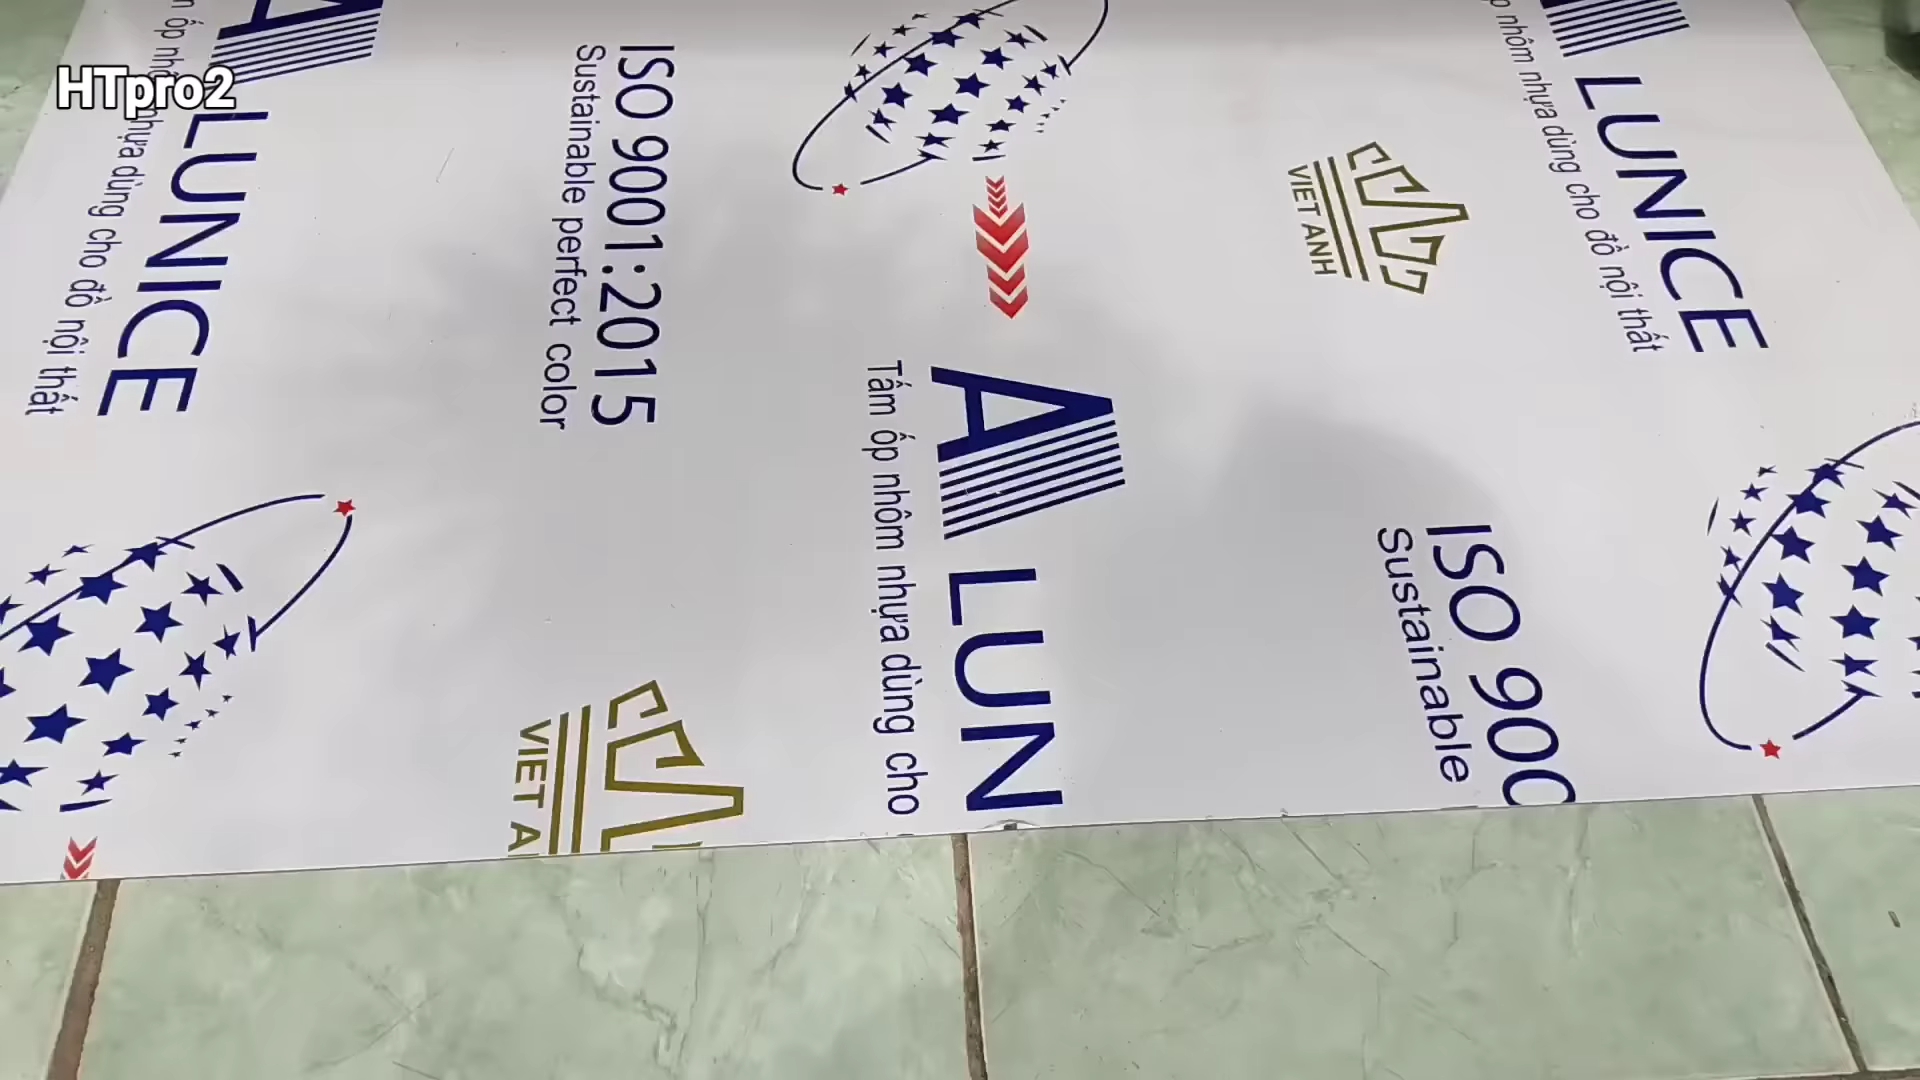 HTpro2
A LUNICE
ốp nhôm nhựa dùng cho đồ nội thất
ISO 9001:2015
Sustainable perfect color
VIET ANH
A LUNICE
nhôm nhựa dùng cho đồ nội thất
A LUN
Tấm ốp nhôm nhựa dùng cho
VIET A
ISO 900
Sustainable